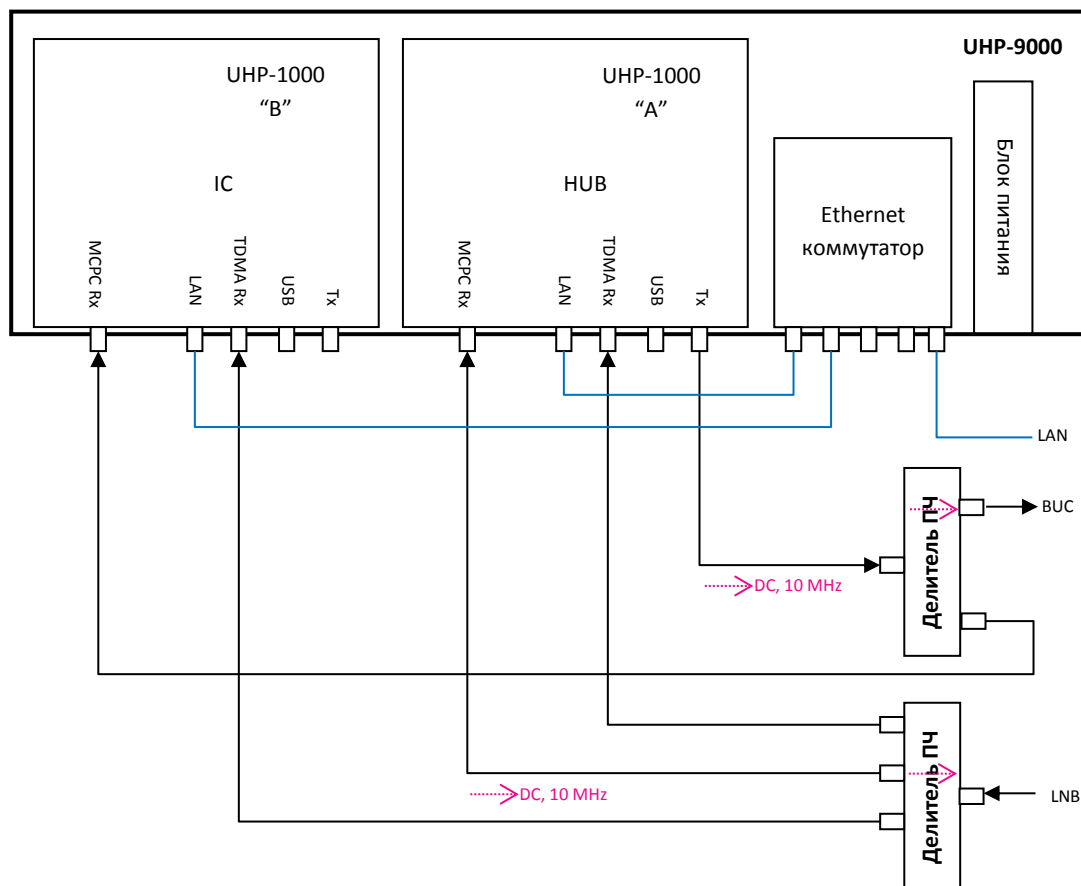 UHP-9000
UHP-1000
“B”
IC
MCPC Rx
LAN
TDMA Rx
USB
Tx
UHP-1000
“A”
HUB
MCPC Rx
LAN
TDMA Rx
USB
Tx
Ethernet
коммутатор
Блок питания
LAN
Делитель ПЧ
BUC
DC, 10 MHz
Делитель ПЧ
DC, 10 MHz
LNB